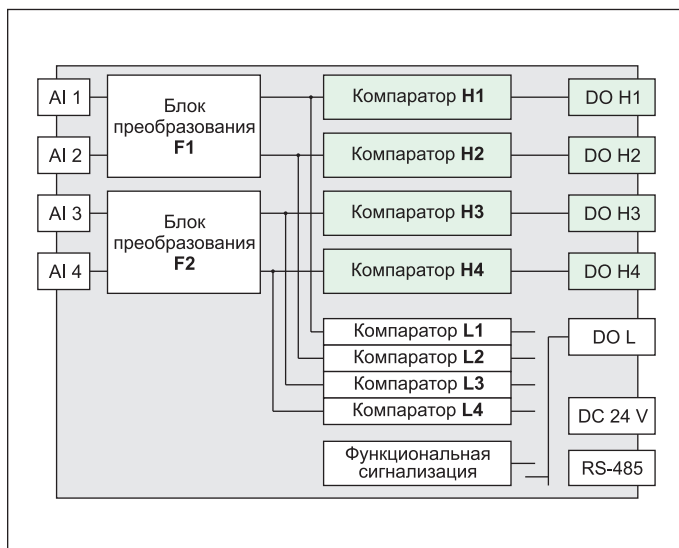 AI 1
AI 2
AI 3
AI 4
Блок
преобразования
F1
Блок
преобразования
F2
Компаратор H1
Компаратор H2
Компаратор H3
Компаратор H4
Компаратор L1
Компаратор L2
Компаратор L3
Компаратор L4
Функциональная
сигнализация
DO H1
DO H2
DO H3
DO H4
DO L
DC 24 V
RS-485